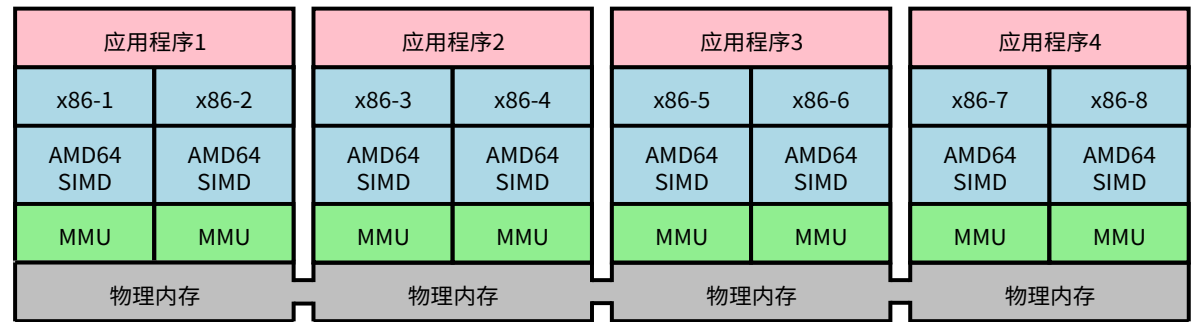 应用程序1
应用程序2
应用程序3
应用程序4
x86-1
x86-2
x86-3
x86-4
x86-5
x86-6
x86-7
x86-8
AMD64
SIMD
AMD64
SIMD
AMD64
SIMD
AMD64
SIMD
AMD64
SIMD
AMD64
SIMD
AMD64
SIMD
AMD64
SIMD
MMU
MMU
MMU
MMU
MMU
MMU
MMU
MMU
物理内存
物理内存
物理内存
物理内存